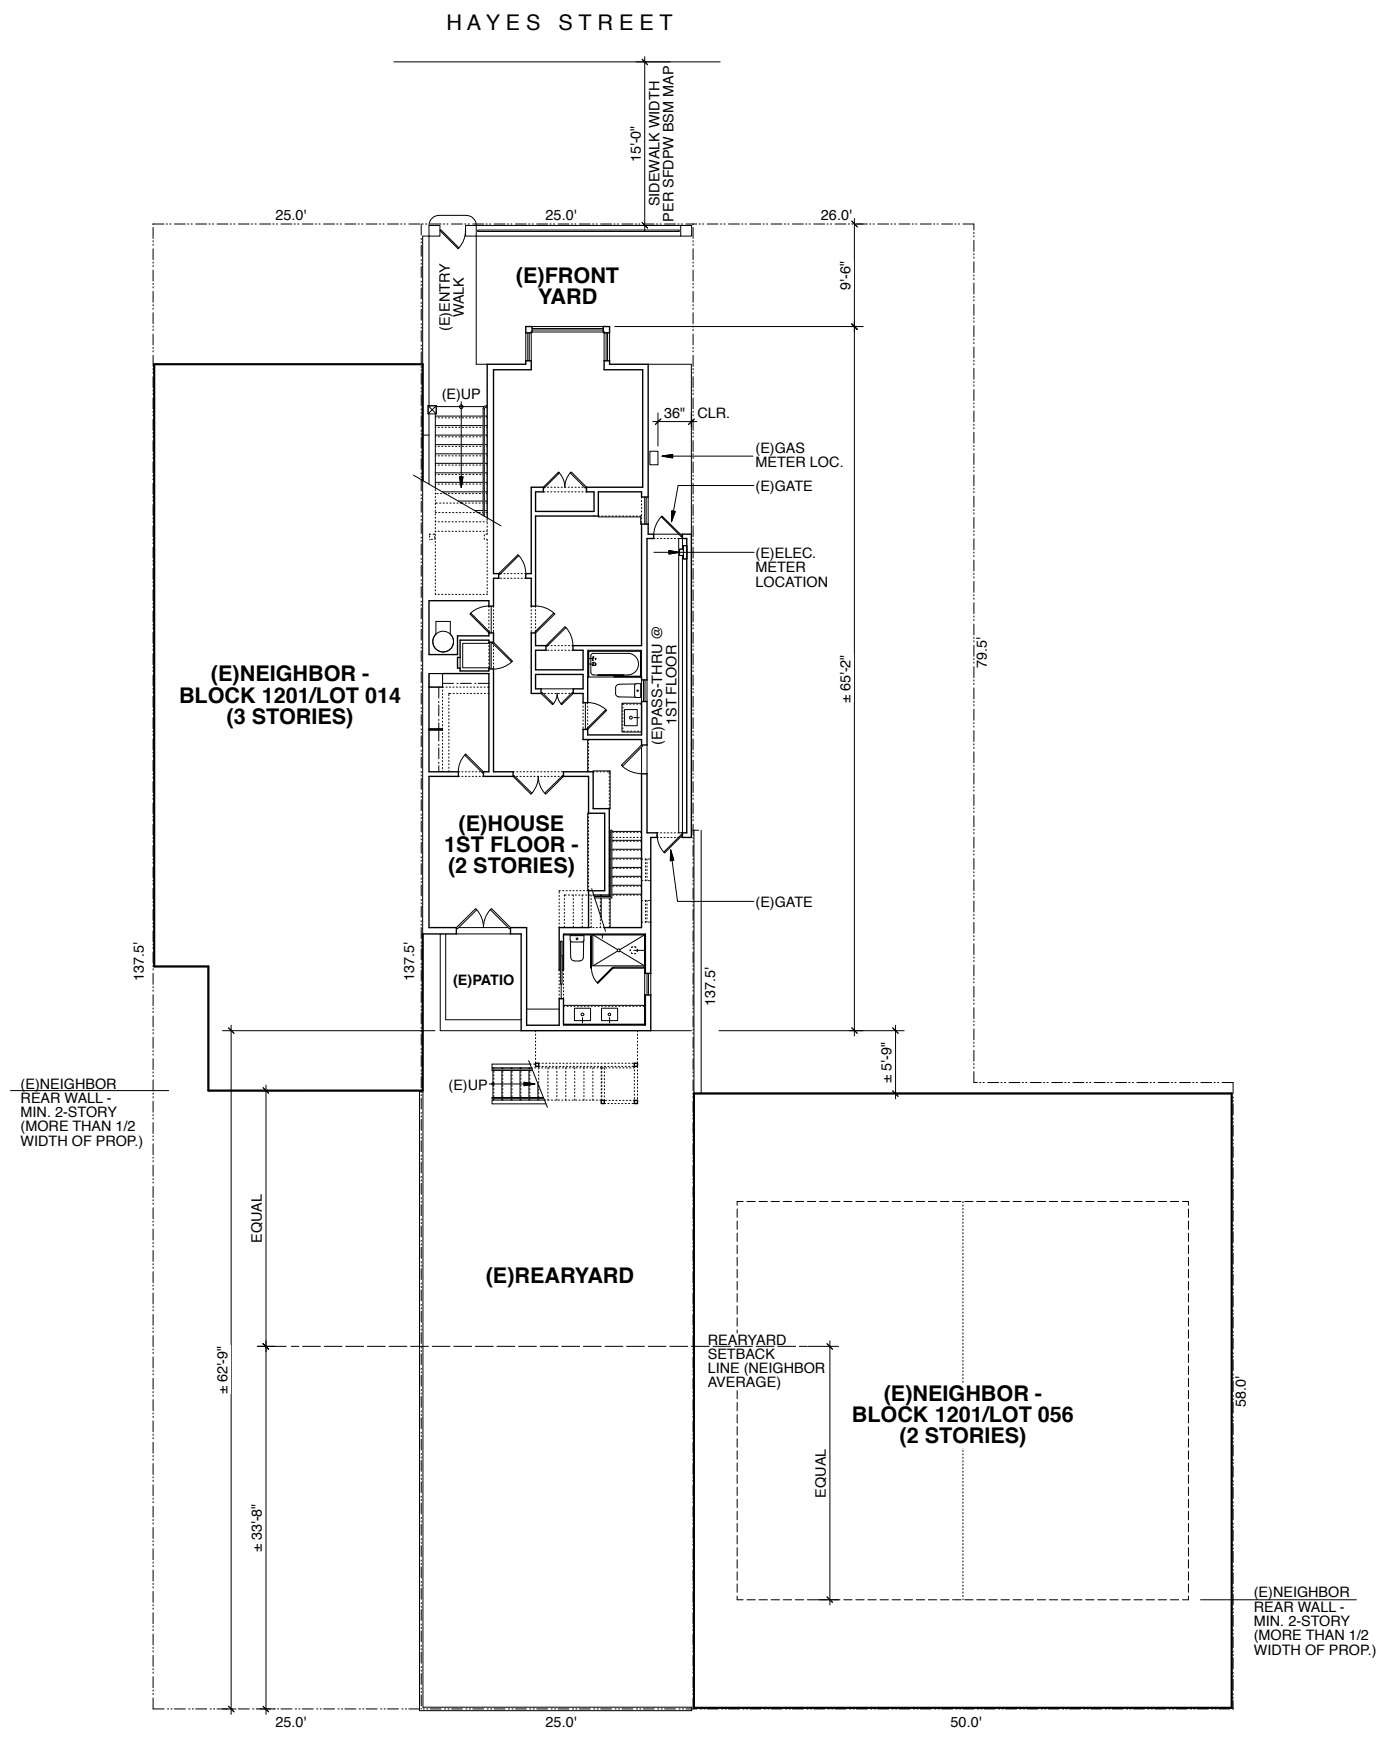 HAYES STREET
15'-0"
SIDEWALK WIDTH
PER SFDPW BSM MAP
25.0'
25.0'
26.0'
(E)ENTRY
WALK
(E)FRONT
YARD
9'-6"
(E)UP
36" CLR.
(E)GAS
METER LOC.
(E)GATE
(E)ELEC.
METER
LOCATION
(E)PASS-THRU @
1ST FLOOR
± 65'-2"
79.5'
(E)NEIGHBOR -
BLOCK 1201/LOT 014
(3 STORIES)
(E)HOUSE
1ST FLOOR -
(2 STORIES)
(E)GATE
137.5'
137.5'
137.5'
(E)PATIO
± 5'-9"
(E)UP
(E)NEIGHBOR
REAR WALL -
MIN. 2-STORY
(MORE THAN 1/2
WIDTH OF PROP.)
EQUAL
(E)REARYARD
± 62'-9"
REARYARD
SETBACK
LINE (NEIGHBOR
AVERAGE)
(E)NEIGHBOR -
BLOCK 1201/LOT 056
(2 STORIES)
58.0'
EQUAL
± 33'-8"
(E)NEIGHBOR
REAR WALL -
MIN. 2-STORY
(MORE THAN 1/2
WIDTH OF PROP.)
25.0'
25.0'
50.0'